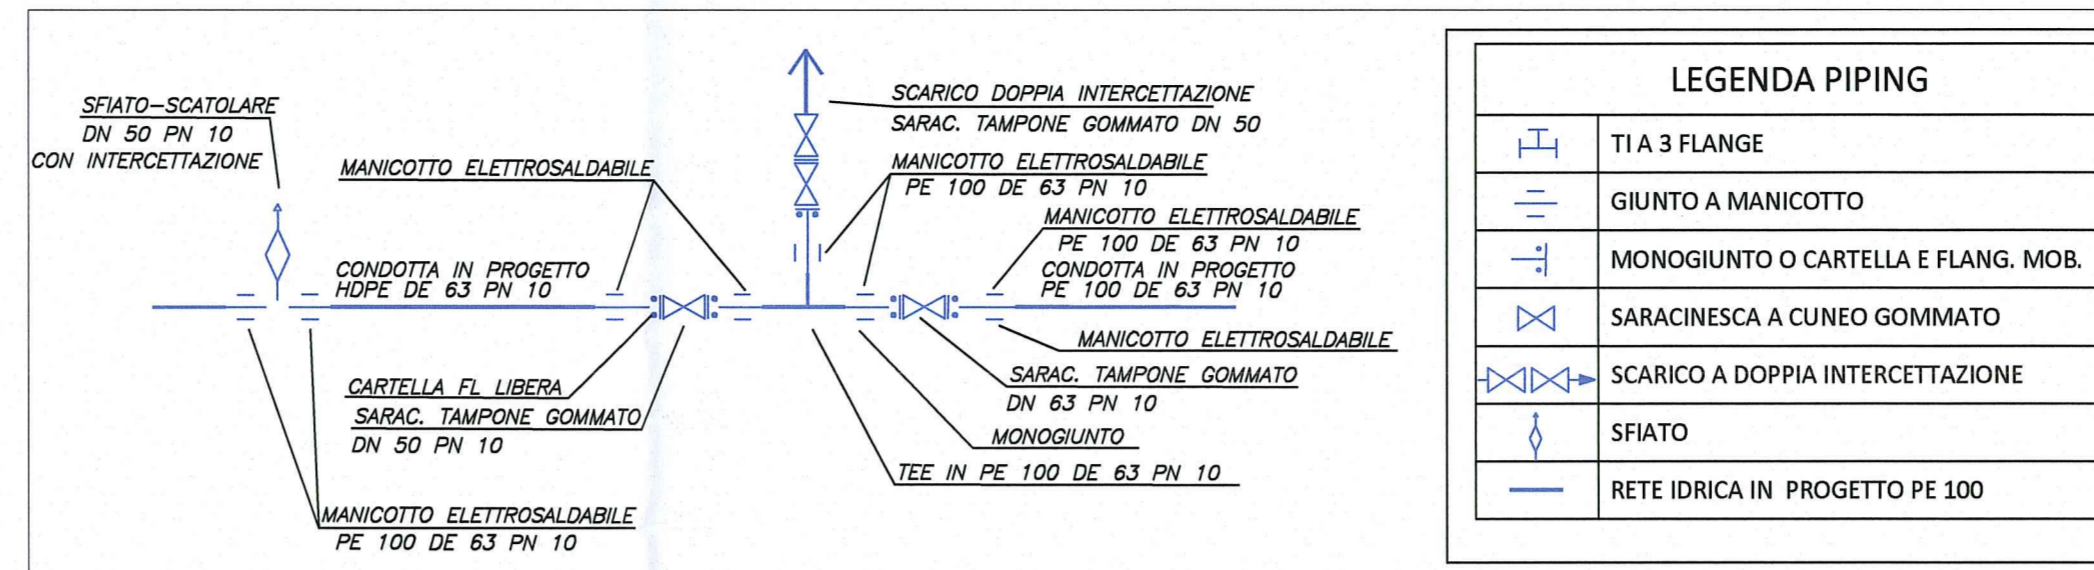 SFIATO-SCATOLARE
DN 50 PN 10
CON INTERCETTAZIONE
MANICOTTO ELETTROSALDABILE
SCARICO DOPPIA INTERCETTAZIONE
SARAC. TAMPONE GOMMATO DN 50
MANICOTTO ELETTROSALDABILE
PE 100 DE 63 PN 10
MANICOTTO ELETTROSALDABILE
PE 100 DE 63 PN 10
CONDOTTA IN PROGETTO
HDPE DE 63 PN 10
CONDOTTA IN PROGETTO
PE 100 DE 63 PN 10
MANICOTTO ELETTROSALDABILE
CARTELLA FL LIBERA
SARAC. TAMPONE GOMMATO
DN 50 PN 10
SARAC. TAMPONE GOMMATO
DN 63 PN 10
MONOGIUNTO
TEE IN PE 100 DE 63 PN 10
MANICOTTO ELETTROSALDABILE
PE 100 DE 63 PN 10
LEGENDA PIPING
TI A 3 FLANGE
GIUNTO A MANICOTTO
MONOGIUNTO O CARTELLA E FLANG. MOB.
SARACINESCA A CUNEO GOMMATO
SCARICO A DOPPIA INTERCETTAZIONE
SFIATO
RETE IDRICA IN PROGETTO PE 100